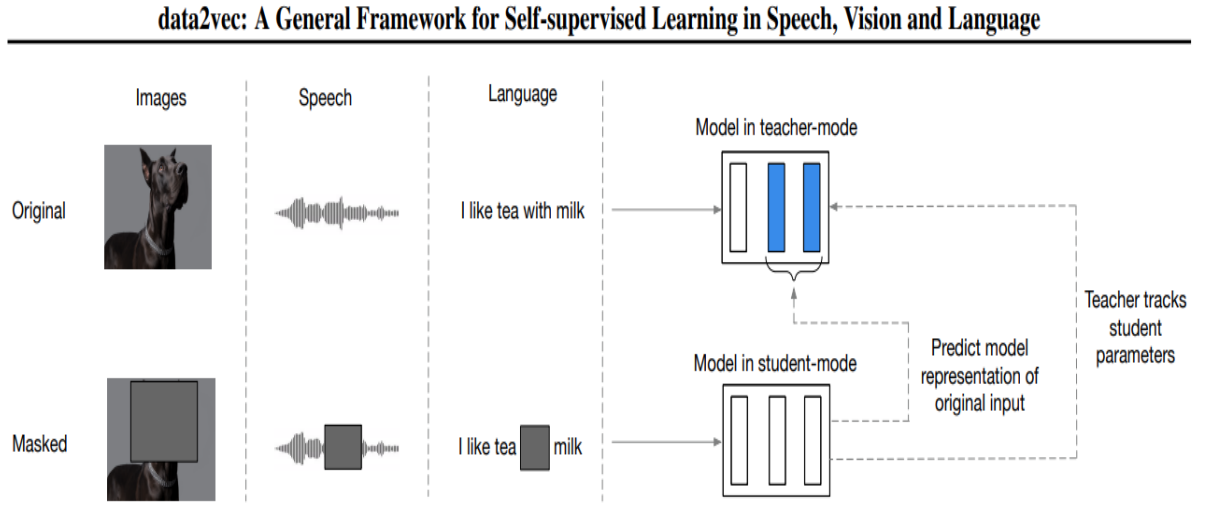 data2vec: A General Framework for Self-supervised Learning in Speech, Vision and Language
Images
Speech
Language
Model in teacher-mode
Original
I like tea with milk
Teacher tracks
student
parameters
Predict model
representation of
original input
Model in student-mode
Masked
I like tea
milk